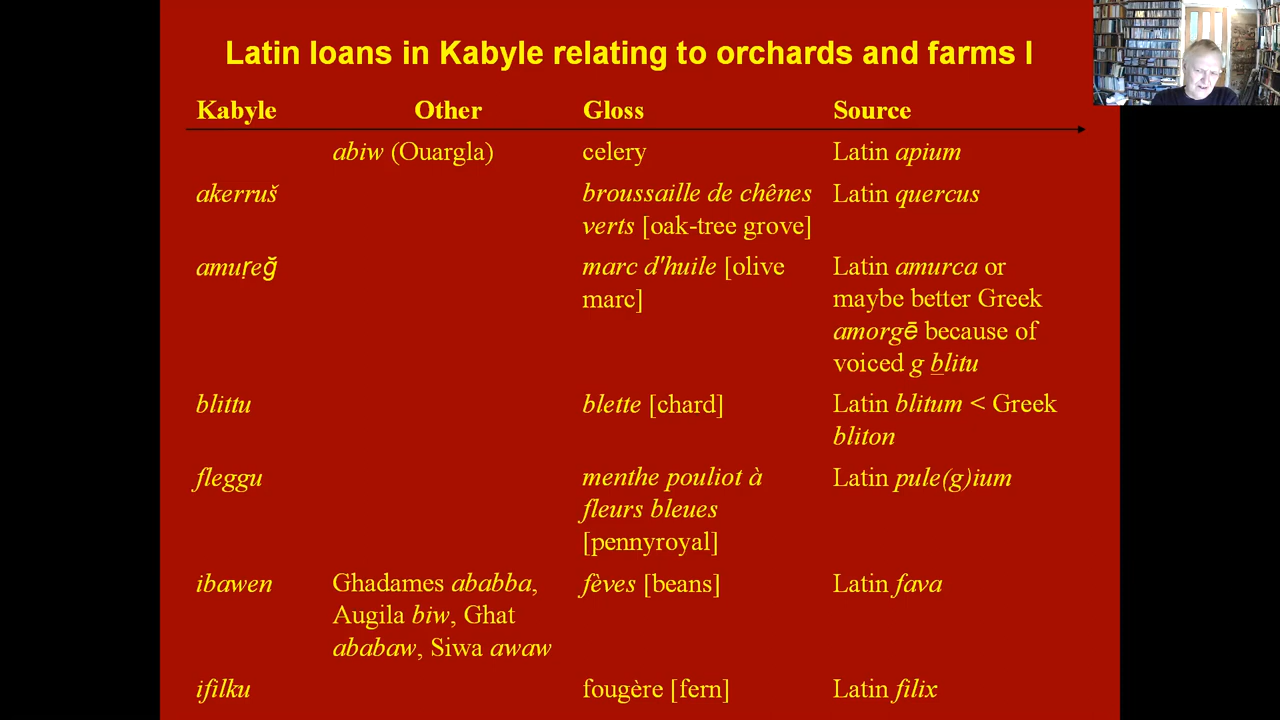 Latin loans in Kabyle relating to orchards and farms I
Kabyle Other Gloss Source
abiw (Ouargla) celery Latin apium
akerruš broussaille de chênes Latin quercus
verts [oak-tree grove]
amuṛeğ marc d'huile [olive Latin amurca or
marc] maybe better Greek
amorgē because of
voiced g ḇlitu
blittu blette [chard] Latin blitum < Greek
bliton
fleggu menthe pouliot à Latin pule(g)ium
fleurs bleues
[pennyroyal]
ibawen Ghadames ababba, fèves [beans] Latin fava
Augila biw, Ghat
ababaw, Siwa awaw
ifilku fougère [fern] Latin filix